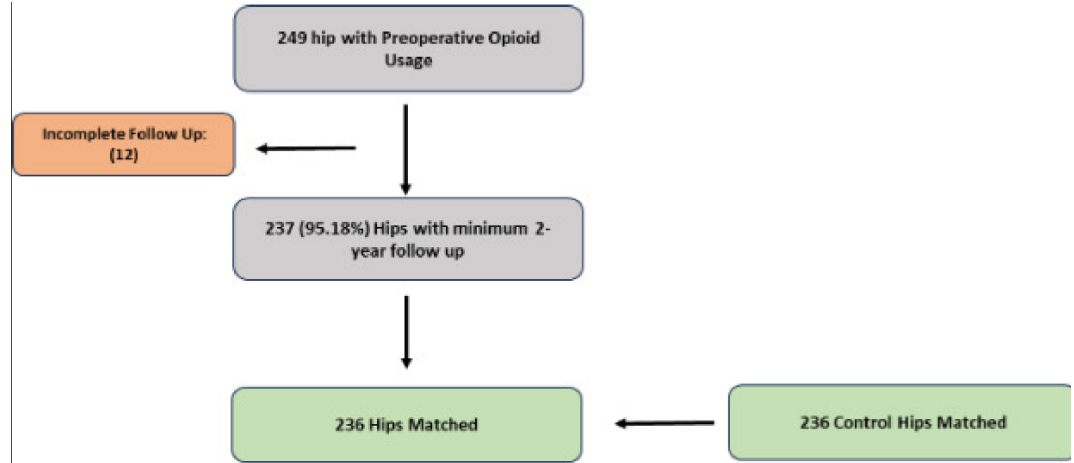 249 hip with Preoperative Opioid
Usage
Incomplete Follow Up:
(12)
237 (95.18%) Hips with minimum 2-
year follow up
236 Hips Matched
236 Control Hips Matched